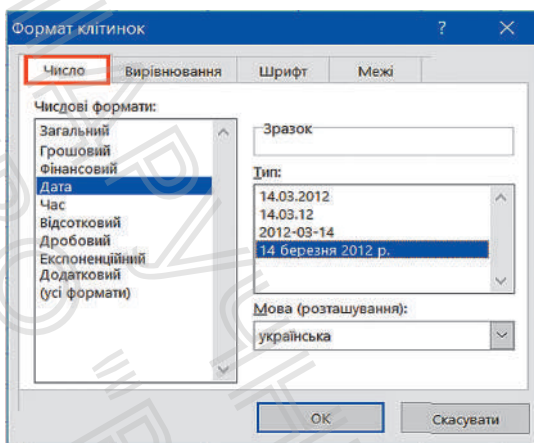 Формат клітинок ? ×
Число Вирівнювання Шрифт Межі
Числові формати:
Загальний
Грошовий
Фінансовий
Дата
Час
Відсотковий
Дробовий
Експоненційний
Додатковий
(усі формати)
Зразок
Тип:
14.03.2012
14.03.12
2012-03-14
14 березня 2012 р.
Мова (розташування):
українська
ОК Скасувати